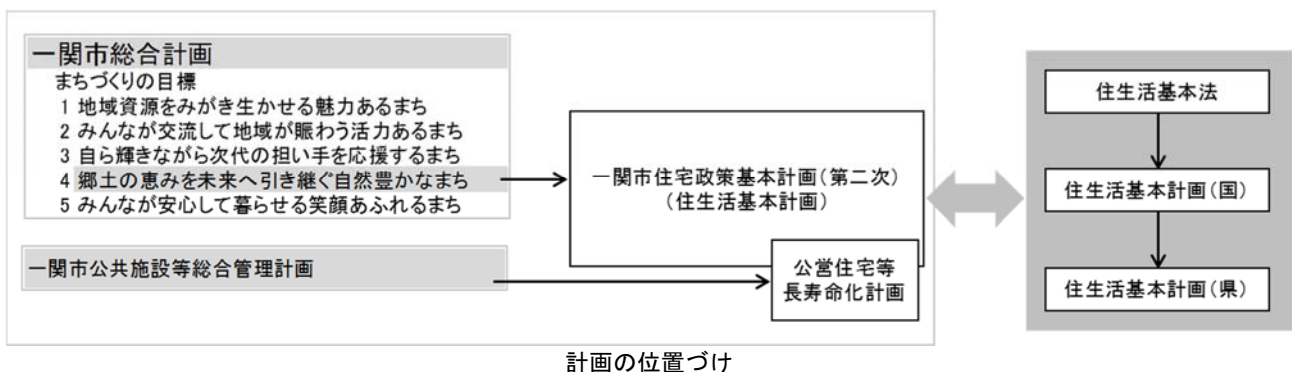 一関市総合計画
まちづくりの目標
1 地域資源をみがき生かせる魅力あるまち
2 みんなが交流して地域が賑わう活力あるまち
3 自ら輝きながら次代の担い手を応援するまち
4 郷土の恵みを未来へ引き継ぐ自然豊かなまち
5 みんなが安心して暮らせる笑顔あふれるまち
一関市公共施設等総合管理計画
一関市住宅政策基本計画(第二次)
(住生活基本計画)
公営住宅等
長寿命化計画
住生活基本法
住生活基本計画(国)
住生活基本計画(県)
計画の位置づけ